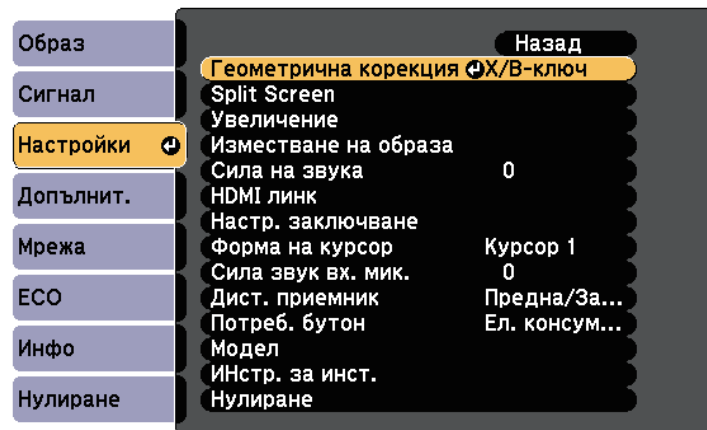 Образ
Сигнал
Настройки
Допълнит.
Мрежа
ECO
Инфо
Нулиране
Назад
Геометрична корекция X/В-ключ
Split Screen
Увеличение
Изместване на образа
Сила на звука 0
HDMI линк
Настр. заключване
Форма на курсор Курсор 1
Сила звук вх. мик. 0
Дист. приемник Предна/За...
Потреб. бутон Ел. консум...
Модел
ИНстр. за инст.
Нулиране